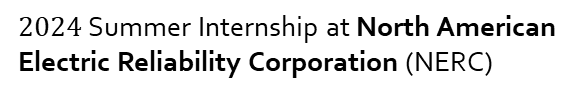 2024 Summer Internship at North American
Electric Reliability Corporation (NERC)